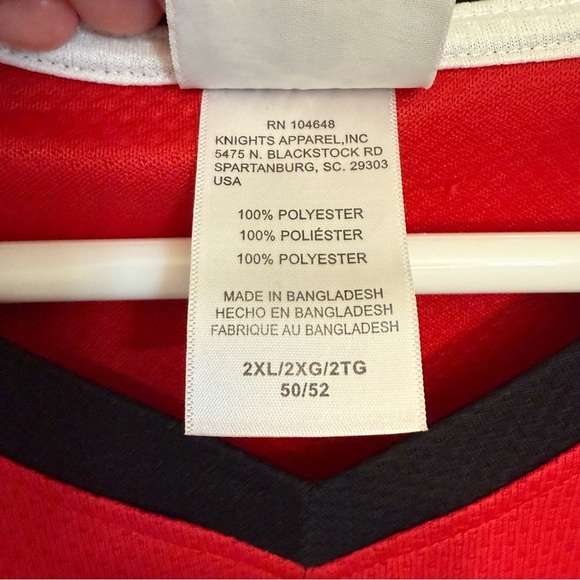 RN 104648
KNIGHTS APPAREL,INC
5475 N. BLACKSTOCK RD
SPARTANBURG, SC. 29303
USA
100% POLYESTER
100% POLIÉSTER
100% POLYESTER
MADE IN BANGLADESH
HECHO EN BANGLADESH
FABRIQUE AU BANGLADESH
2XL/2XG/2TG
50/52